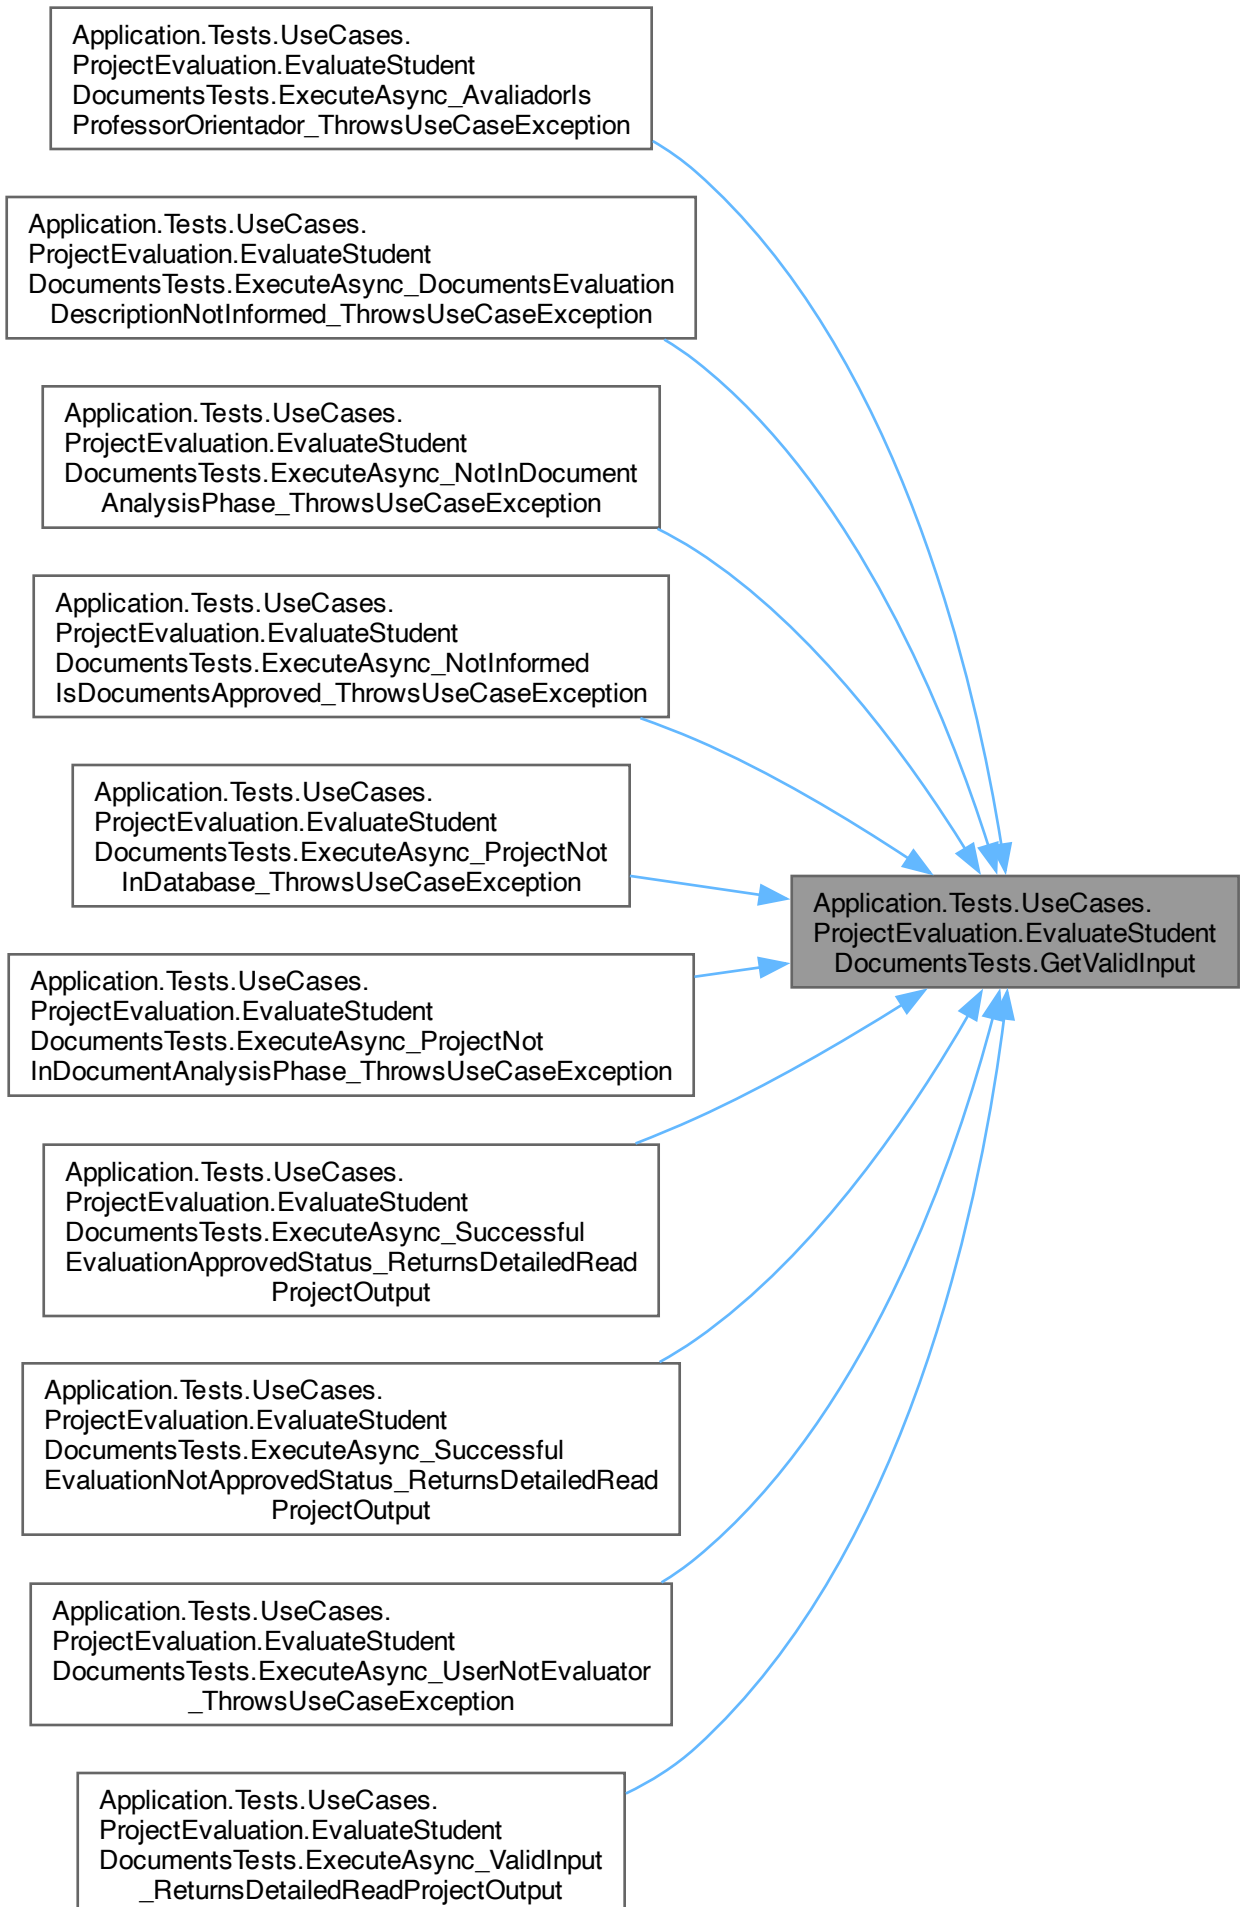 Application.Tests.UseCases.
ProjectEvaluation.EvaluateStudent
DocumentsTests.ExecuteAsync_AvaliadorIs
ProfessorOrientador_ThrowsUseCaseException
Application.Tests.UseCases.
ProjectEvaluation.EvaluateStudent
DocumentsTests.ExecuteAsync_DocumentsEvaluation
DescriptionNotInformed_ThrowsUseCaseException
Application.Tests.UseCases.
ProjectEvaluation.EvaluateStudent
DocumentsTests.ExecuteAsync_NotInDocument
AnalysisPhase_ThrowsUseCaseException
Application.Tests.UseCases.
ProjectEvaluation.EvaluateStudent
DocumentsTests.ExecuteAsync_NotInformed
IsDocumentsApproved_ThrowsUseCaseException
Application.Tests.UseCases.
ProjectEvaluation.EvaluateStudent
DocumentsTests.ExecuteAsync_ProjectNot
InDatabase_ThrowsUseCaseException
Application.Tests.UseCases.
ProjectEvaluation.EvaluateStudent
DocumentsTests.GetValidInput
Application.Tests.UseCases.
ProjectEvaluation.EvaluateStudent
DocumentsTests.ExecuteAsync_ProjectNot
InDocumentAnalysisPhase_ThrowsUseCaseException
Application.Tests.UseCases.
ProjectEvaluation.EvaluateStudent
DocumentsTests.ExecuteAsync_Successful
EvaluationApprovedStatus_ReturnsDetailedRead
ProjectOutput
Application.Tests.UseCases.
ProjectEvaluation.EvaluateStudent
DocumentsTests.ExecuteAsync_Successful
EvaluationNotApprovedStatus_ReturnsDetailedRead
ProjectOutput
Application.Tests.UseCases.
ProjectEvaluation.EvaluateStudent
DocumentsTests.ExecuteAsync_UserNotEvaluator
_ThrowsUseCaseException
Application.Tests.UseCases.
ProjectEvaluation.EvaluateStudent
DocumentsTests.ExecuteAsync_ValidInput
_ReturnsDetailedReadProjectOutput